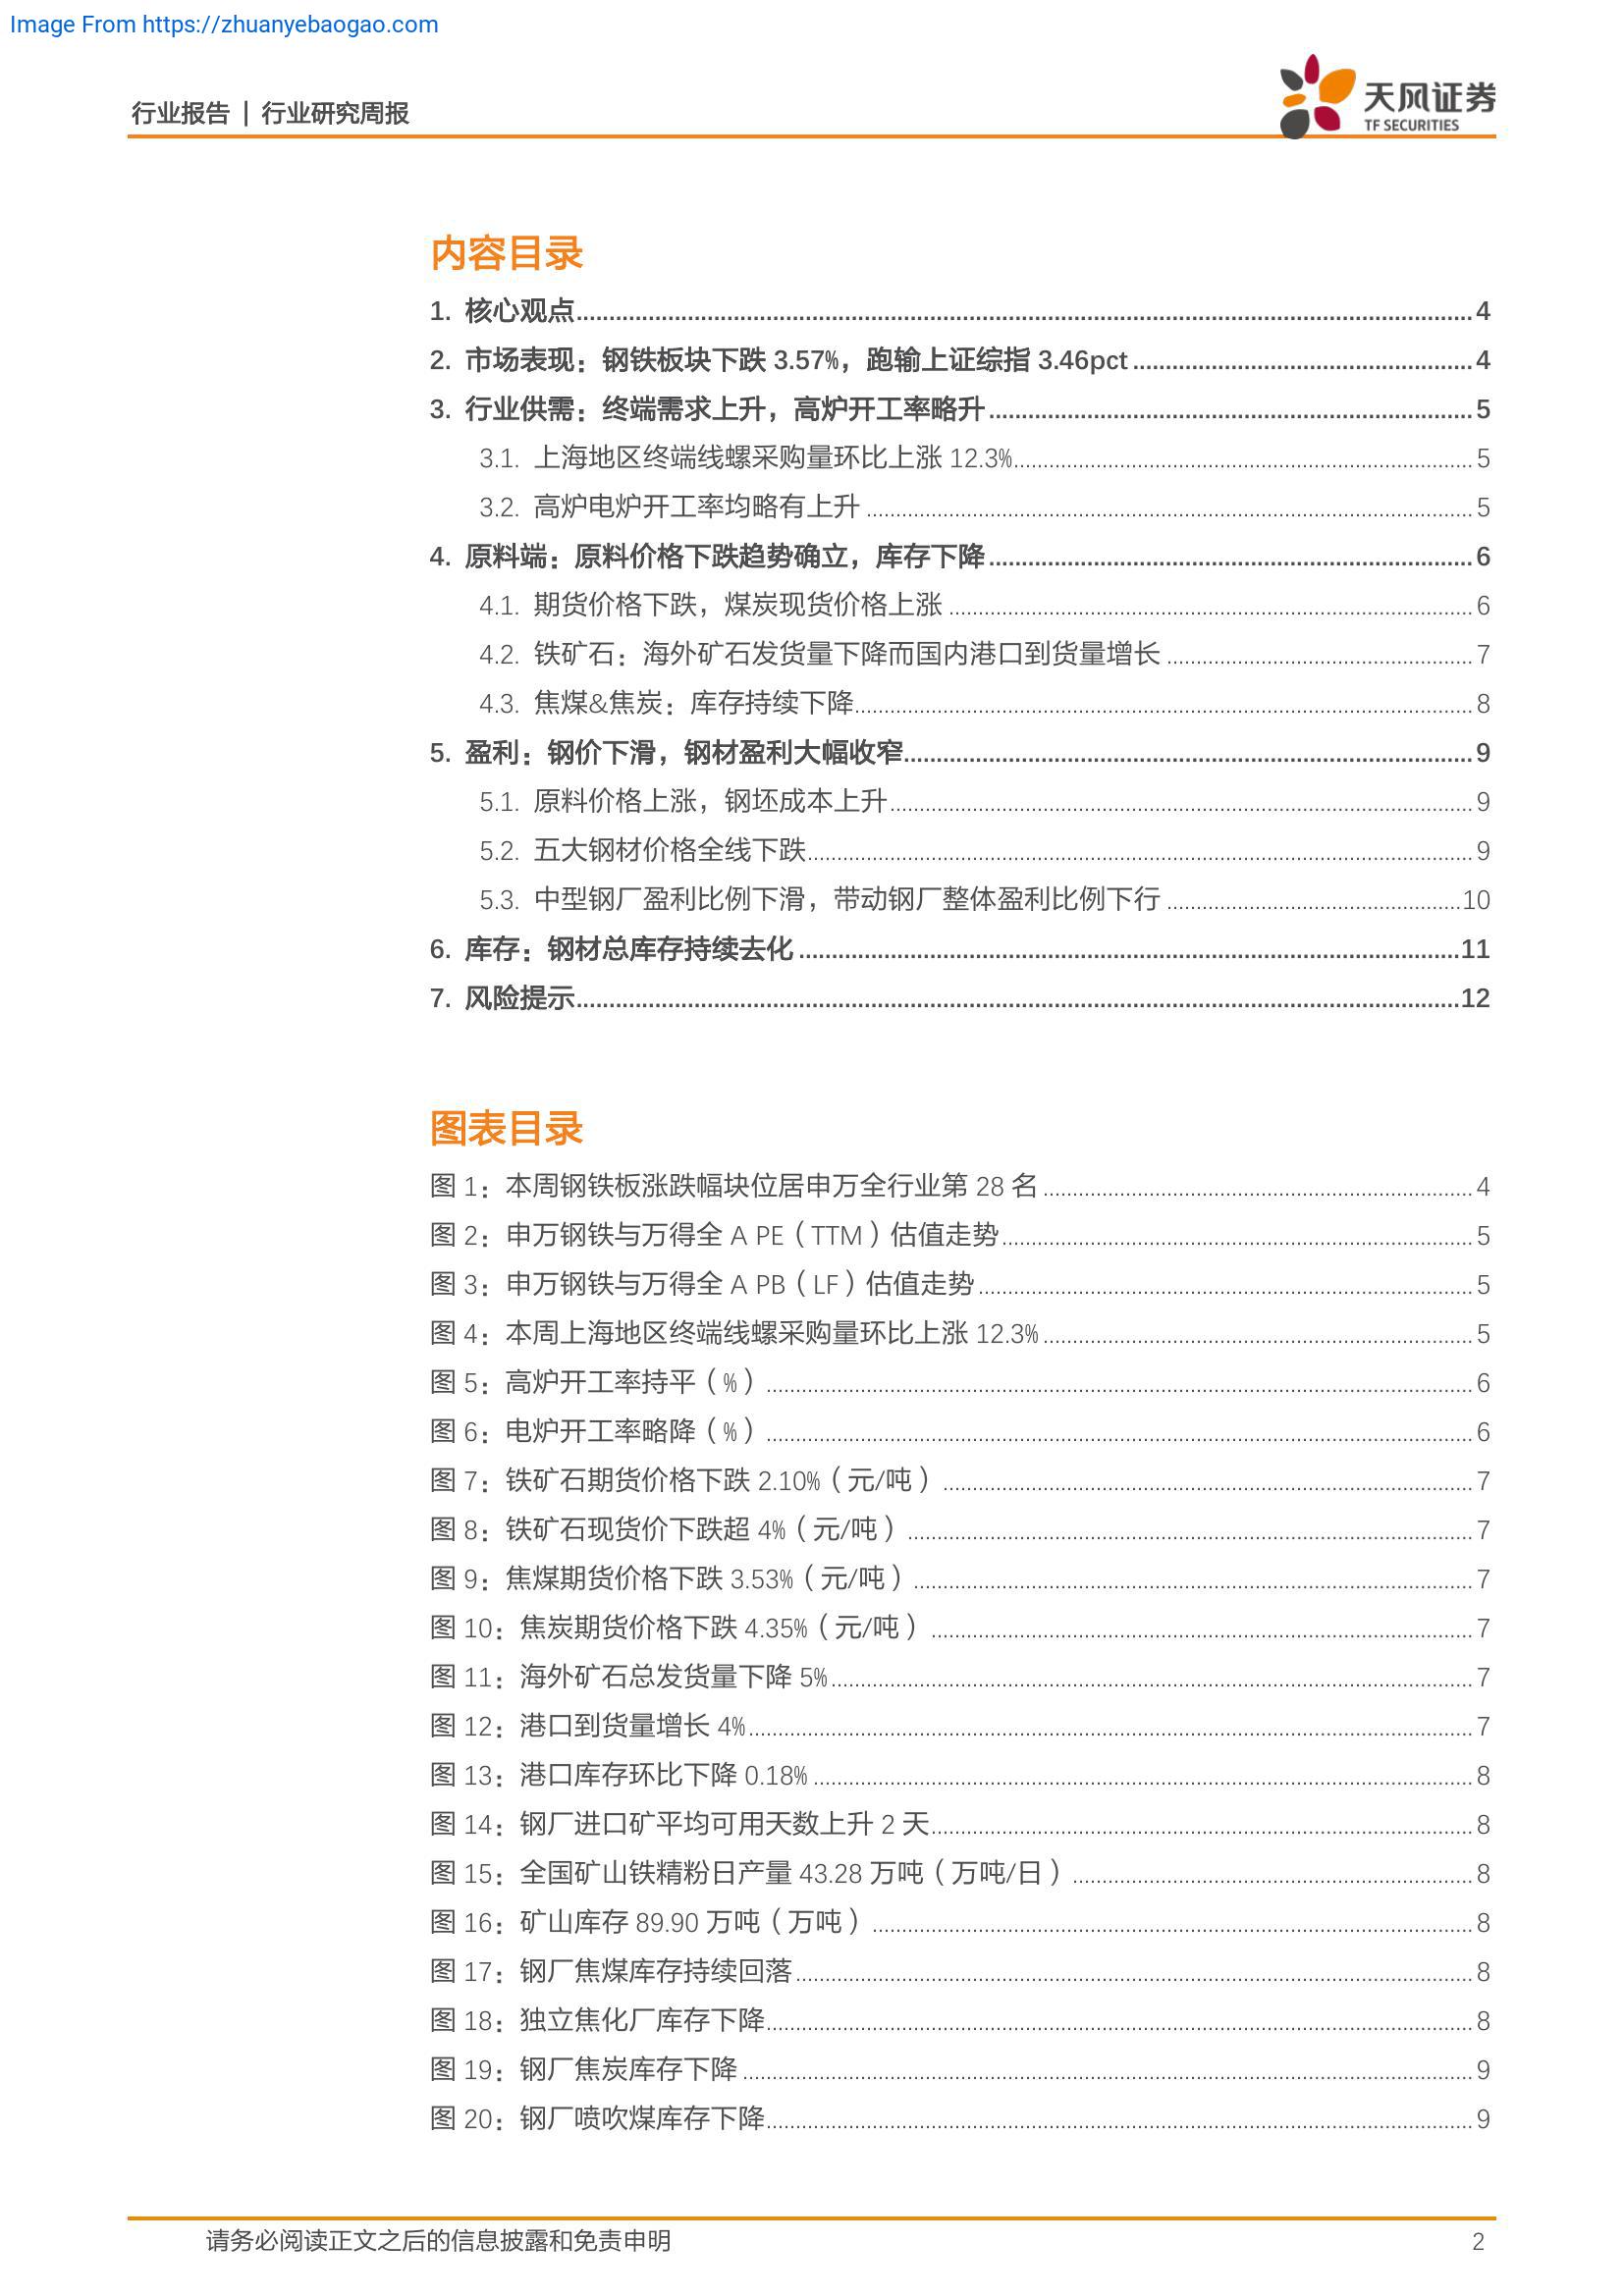 Image From https://zhuanyebaogao.com
行业报告 | 行业研究周报
天风证券
TF SECURITIES
内容目录
1. 核心观点........................................4
2. 市场表现：钢铁板块下跌 3.57%，跑输上证综指 3.46pct ........................................4
3. 行业供需：终端需求上升，高炉开工率略升 ........................................5
3.1. 上海地区终端线螺采购量环比上涨 12.3%........................................5
3.2. 高炉电炉开工率均略有上升 ........................................5
4. 原料端：原料价格下跌趋势确立，库存下降 ........................................6
4.1. 期货价格下跌，煤炭现货价格上涨 ........................................6
4.2. 铁矿石：海外矿石发货量下降而国内港口到货量增长 ........................................7
4.3. 焦煤&焦炭：库存持续下降........................................8
5. 盈利：钢价下滑，钢材盈利大幅收窄........................................9
5.1. 原料价格上涨，钢坯成本上升........................................9
5.2. 五大钢材价格全线下跌........................................9
5.3. 中型钢厂盈利比例下滑，带动钢厂整体盈利比例下行 ........................................10
6. 库存：钢材总库存持续去化 ........................................11
7. 风险提示........................................12
图表目录
图 1：本周钢铁板涨跌幅块位居申万全行业第 28 名 ........................................4
图 2：申万钢铁与万得全 A PE（TTM）估值走势........................................5
图 3：申万钢铁与万得全 A PB（LF）估值走势 ........................................5
图 4：本周上海地区终端线螺采购量环比上涨 12.3% ........................................5
图 5：高炉开工率持平（%）........................................6
图 6：电炉开工率略降（%）........................................6
图 7：铁矿石期货价格下跌 2.10%（元/吨）........................................7
图 8：铁矿石现货价下跌超 4%（元/吨）........................................7
图 9：焦煤期货价格下跌 3.53%（元/吨）........................................7
图 10：焦炭期货价格下跌 4.35%（元/吨）........................................7
图 11：海外矿石总发货量下降 5%........................................7
图 12：港口到货量增长 4%........................................7
图 13：港口库存环比下降 0.18% ........................................8
图 14：钢厂进口矿平均可用天数上升 2 天........................................8
图 15：全国矿山铁精粉日产量 43.28 万吨（万吨/日）........................................8
图 16：矿山库存 89.90 万吨（万吨）........................................8
图 17：钢厂焦煤库存持续回落 ........................................8
图 18：独立焦化厂库存下降........................................8
图 19：钢厂焦炭库存下降 ........................................9
图 20：钢厂喷吹煤库存下降........................................9
请务必阅读正文之后的信息披露和免责申明
2